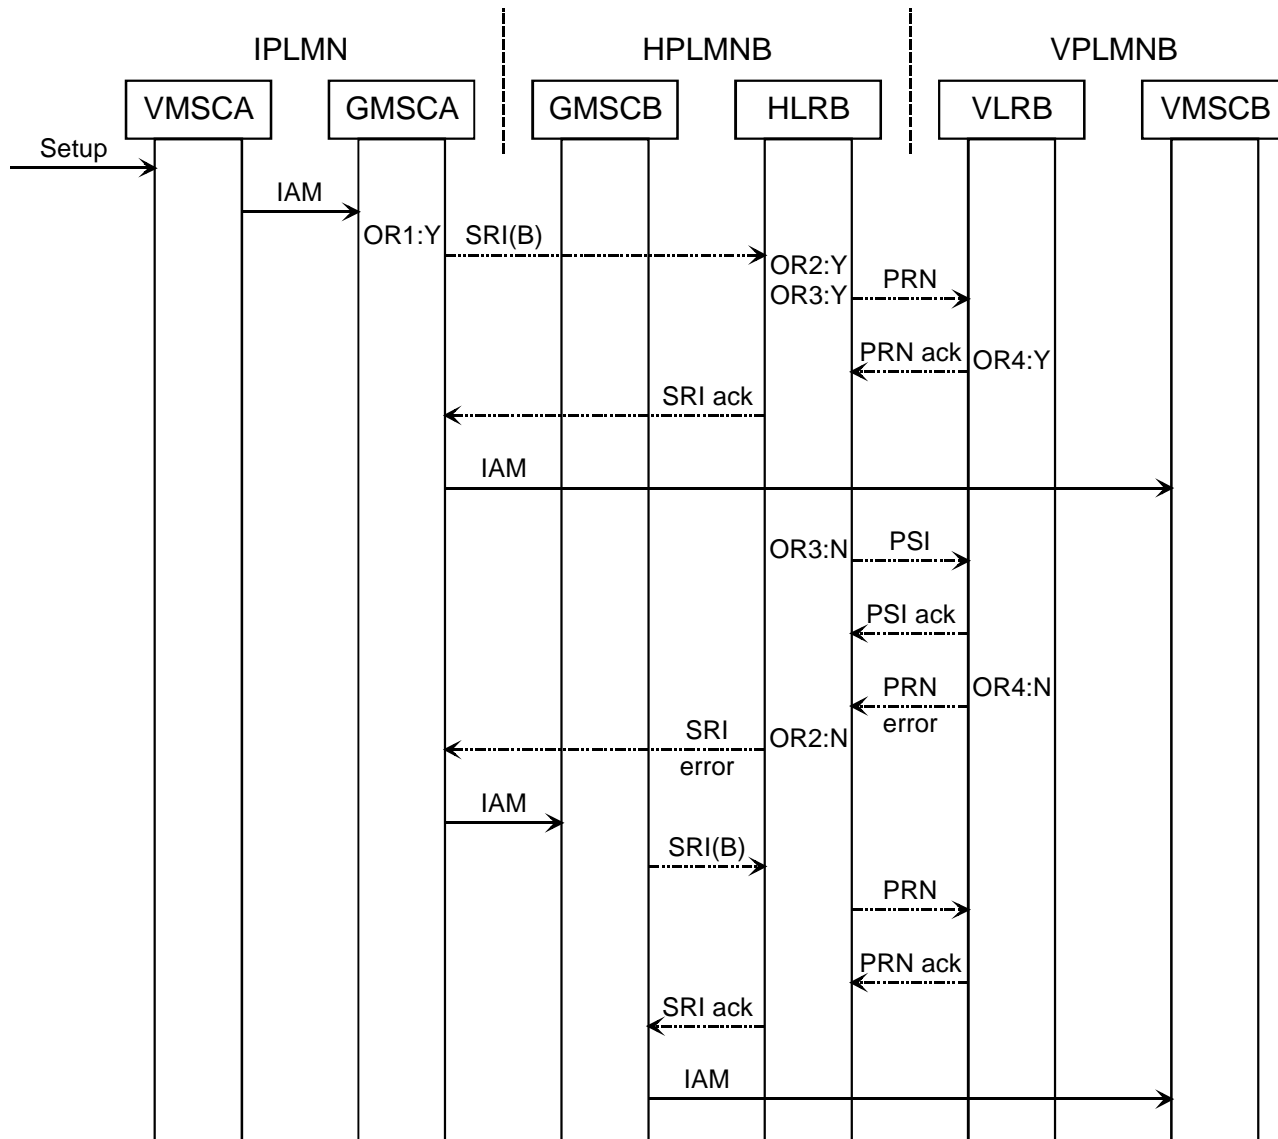 IPLMN HPLMNB VPLMNB
VMSCA GMSCA GMSCB HLRB VLRB VMSCB
Setup
IAM
OR1:Y SRI(B)
OR2:Y
PRN
OR3:Y
PRN ack OR4:Y
SRI ack
IAM
OR3:N PSI
PSI ack
PRN OR4:N
error
SRI OR2:N
error
IAM
SRI(B)
PRN
PRN ack
SRI ack
IAM